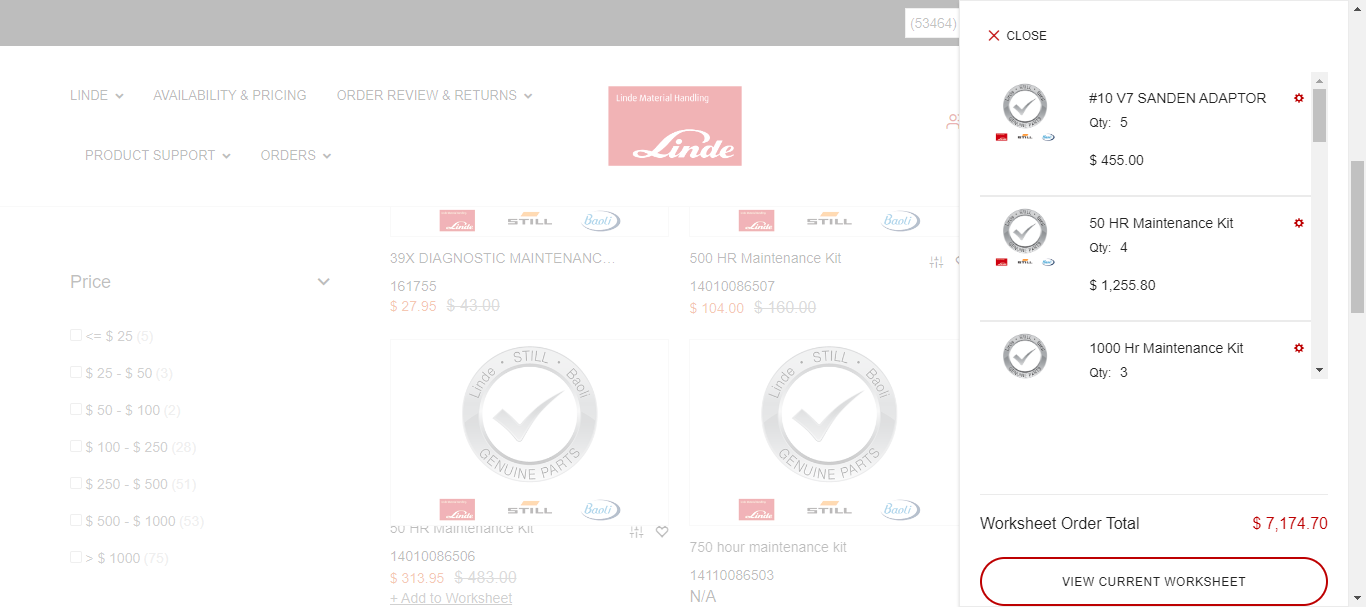 (53464)
CLOSE
LINDE
AVAILABILITY & PRICING
ORDER REVIEW & RETURNS
PRODUCT SUPPORT
ORDERS
Linde Material Handling
Linde
Linde
STILL
Baoli
Linde
STILL
Baoli
Price
<= $ 25 (5)
$ 25 - $ 50 (3)
$ 50 - $ 100 (2)
$ 100 - $ 250 (26)
$ 250 - $ 500 (51)
$ 500 - $ 1000 (53)
> $ 1000 (75)
39X DIAGNOSTIC MAINTENANC...
161755
$ 27.95 $ 43.00
500 HR Maintenance Kit
14010086507
$ 104.00 $ 160.00
Linde • STILL • Baoli
GENUINE PARTS
Linde
STILL
Baoli
50 HR Maintenance Kit
14010086506
$ 313.95 $ 483.00
+ Add to Worksheet
Linde • STILL • Baoli
GENUINE PARTS
Linde
STILL
Baoli
750 hour maintenance kit
14110086503
N/A
#10 V7 SANDEN ADAPTOR
Qty: 5
$ 455.00
50 HR Maintenance Kit
Qty: 4
$ 1,255.80
1000 Hr Maintenance Kit
Qty: 3
Worksheet Order Total
$ 7,174.70
VIEW CURRENT WORKSHEET